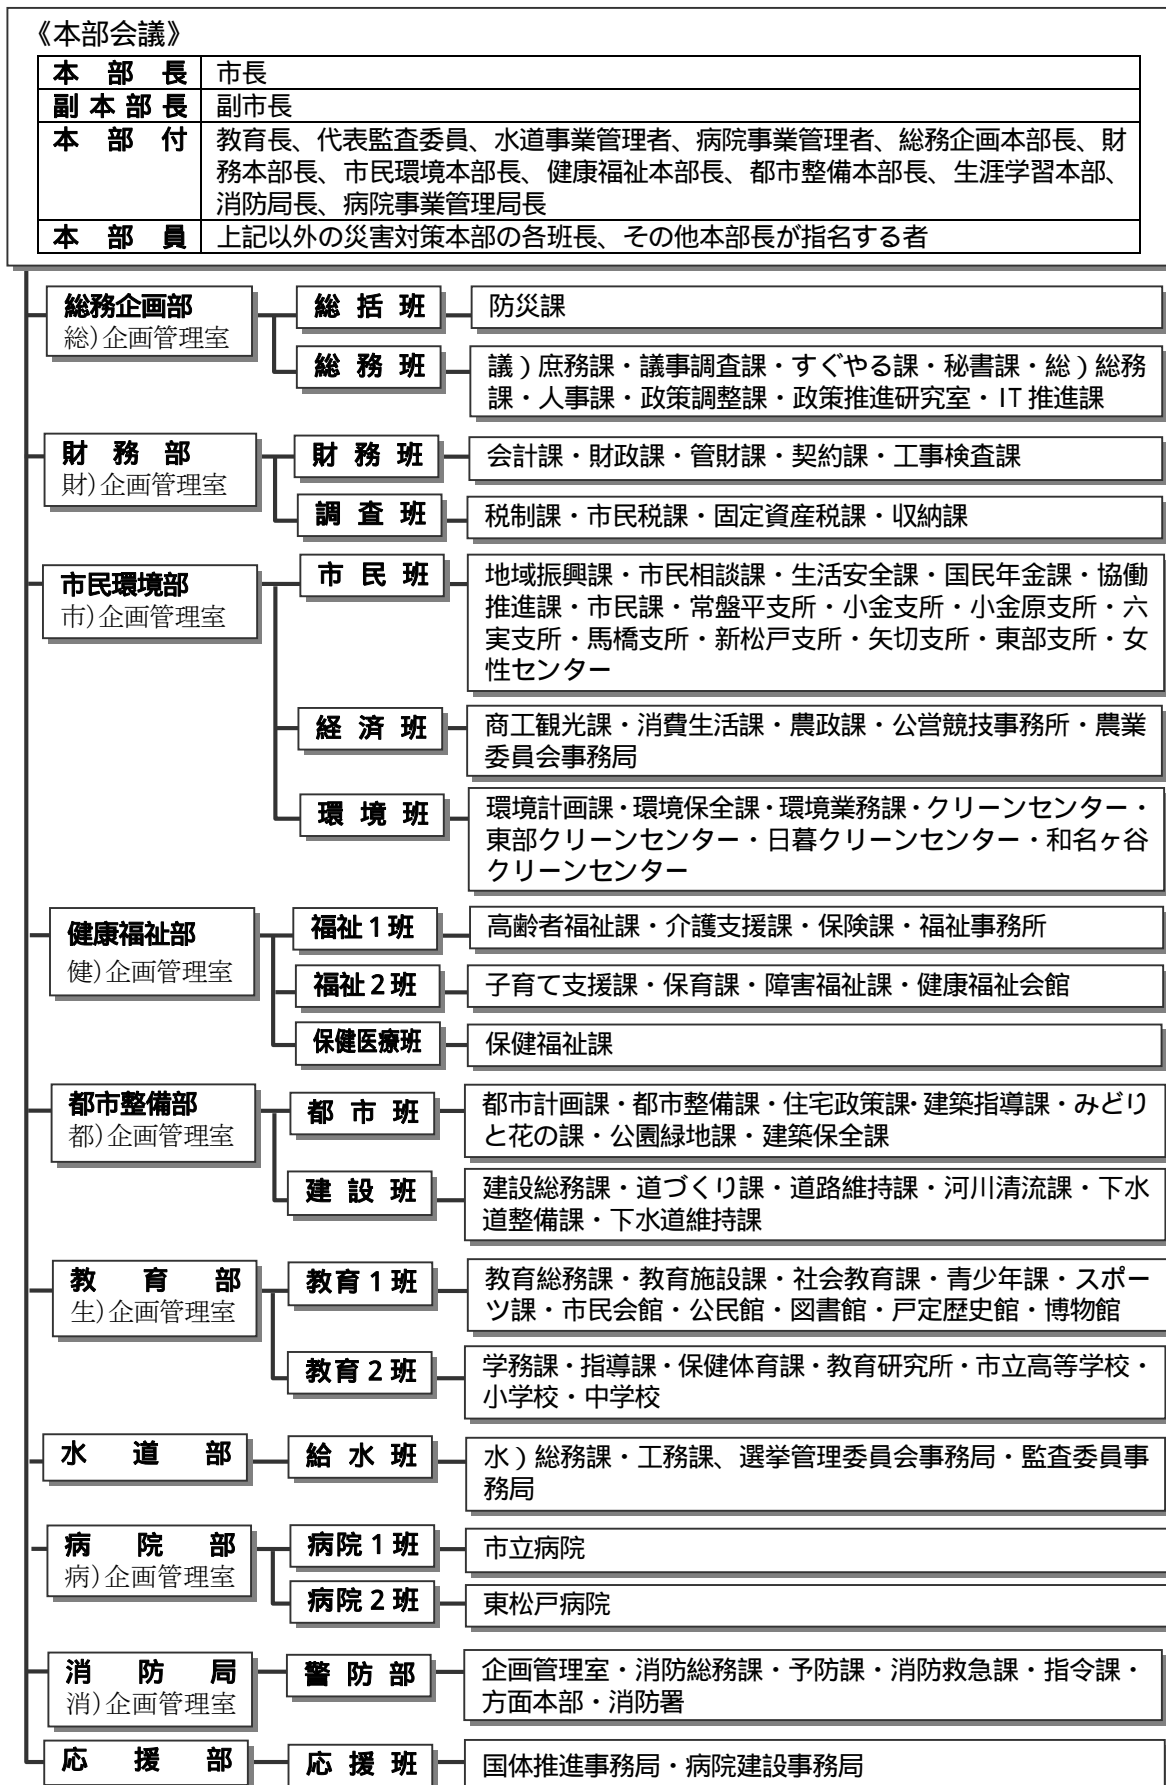 《本部会議》
本部長 市長
副本部長 副市長
本部付 教育長、代表監査委員、水道事業管理者、病院事業管理者、総務企画本部長、財
務本部長、市民環境本部長、健康福祉本部長、都市整備本部長、生涯学習本部、
消防局長、病院事業管理局長
本部員 上記以外の災害対策本部の各班長、その他本部長が指名する者
総務企画部
総)企画管理室
総括班
防災課
総務班
議)庶務課・議事調査課・すぐやる課・秘書課・総)総務
課・人事課・政策調整課・政策推進研究室・IT推進課
財務部
財)企画管理室
財務班
会計課・財政課・管財課・契約課・工事検査課
調査班
税制課・市民税課・固定資産税課・収納課
市民環境部
市)企画管理室
市民班
地域振興課・市民相談課・生活安全課・国民年金課・協働
推進課・市民課・常盤平支所・小金支所・小金原支所・六
実支所・馬橋支所・新松戸支所・矢切支所・東部支所・女
性センター
経済班
商工観光課・消費生活課・農政課・公営競技事務所・農業
委員会事務局
環境班
環境計画課・環境保全課・環境業務課・クリーンセンター・
東部クリーンセンター・日暮クリーンセンター・和名ヶ谷
クリーンセンター
健康福祉部
健)企画管理室
福祉1班
高齢者福祉課・介護支援課・保険課・福祉事務所
福祉2班
子育て支援課・保育課・障害福祉課・健康福祉会館
保健医療班
保健福祉課
都市整備部
都)企画管理室
都市班
都市計画課・都市整備課・住宅政策課・建築指導課・みどり
と花の課・公園緑地課・建築保全課
建設班
建設総務課・道づくり課・道路維持課・河川清流課・下水
道整備課・下水道維持課
教育部
生)企画管理室
教育1班
教育総務課・教育施設課・社会教育課・青少年課・スポー
ツ課・市民会館・公民館・図書館・戸定歴史館・博物館
教育2班
学務課・指導課・保健体育課・教育研究所・市立高等学校・
小学校・中学校
水道部
給水班
水)総務課・工務課、選挙管理委員会事務局・監査委員事
務局
病院部
病)企画管理室
病院1班
市立病院
病院2班
東松戸病院
消防局
消)企画管理室
警防部
企画管理室・消防総務課・予防課・消防救急課・指令課・
方面本部・消防署
応援部
応援班
国体推進事務局・病院建設事務局